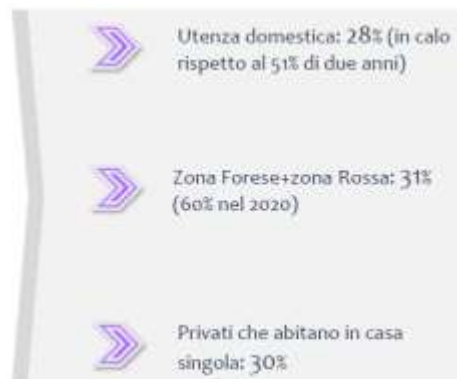 Utenza domestica: 28% (in calo
rispetto al 51% di due anni)
Zona Forese+zona Rossa: 31%
(60% nel 2020)
Privati che abitano in casa
singola: 30%